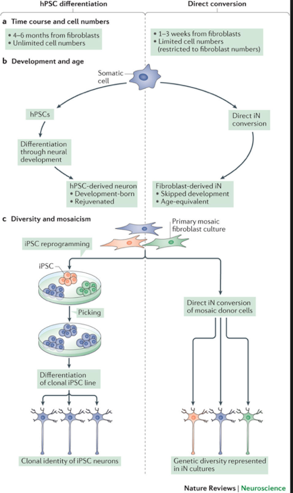 hPSC differentiation
Direct conversion
a Time course and cell numbers
• 4–6 months from fibroblasts
• Unlimited cell numbers
• 1–3 weeks from fibroblasts
• Limited cell numbers
(restricted to fibroblast numbers)
b Development and age
Somatic
cell
hPSCs
Direct iN
conversion
Differentiation
through neural
development
hPSC-derived neuron
• Development-born
• Rejuvenated
Fibroblast-derived iN
• Skipped development
• Age-equivalent
c Diversity and mosaicism
Primary mosaic
fibroblast culture
iPSC reprogramming
iPSC
Picking
Direct iN conversion
of mosaic donor cells
Differentiation
of clonal iPSC line
Clonal identity of iPSC neurons
Genetic diversity represented
in iN cultures
Nature Reviews | Neuroscience